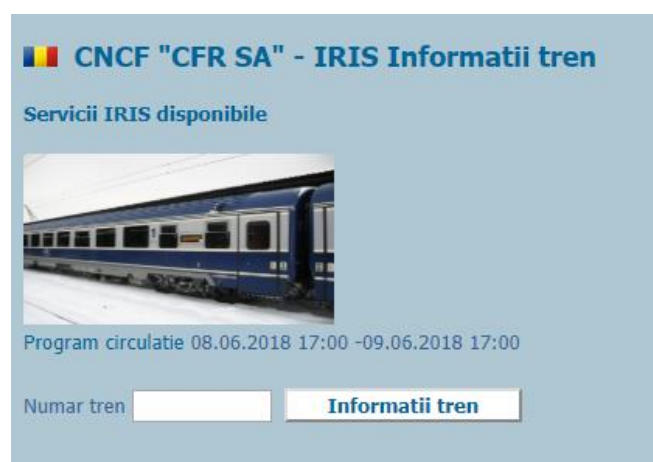 CNCF "CFR SA" - IRIS Informatii tren
Servicii IRIS disponibile
Program circulatie 08.06.2018 17:00 -09.06.2018 17:00
Numar tren Informatii tren